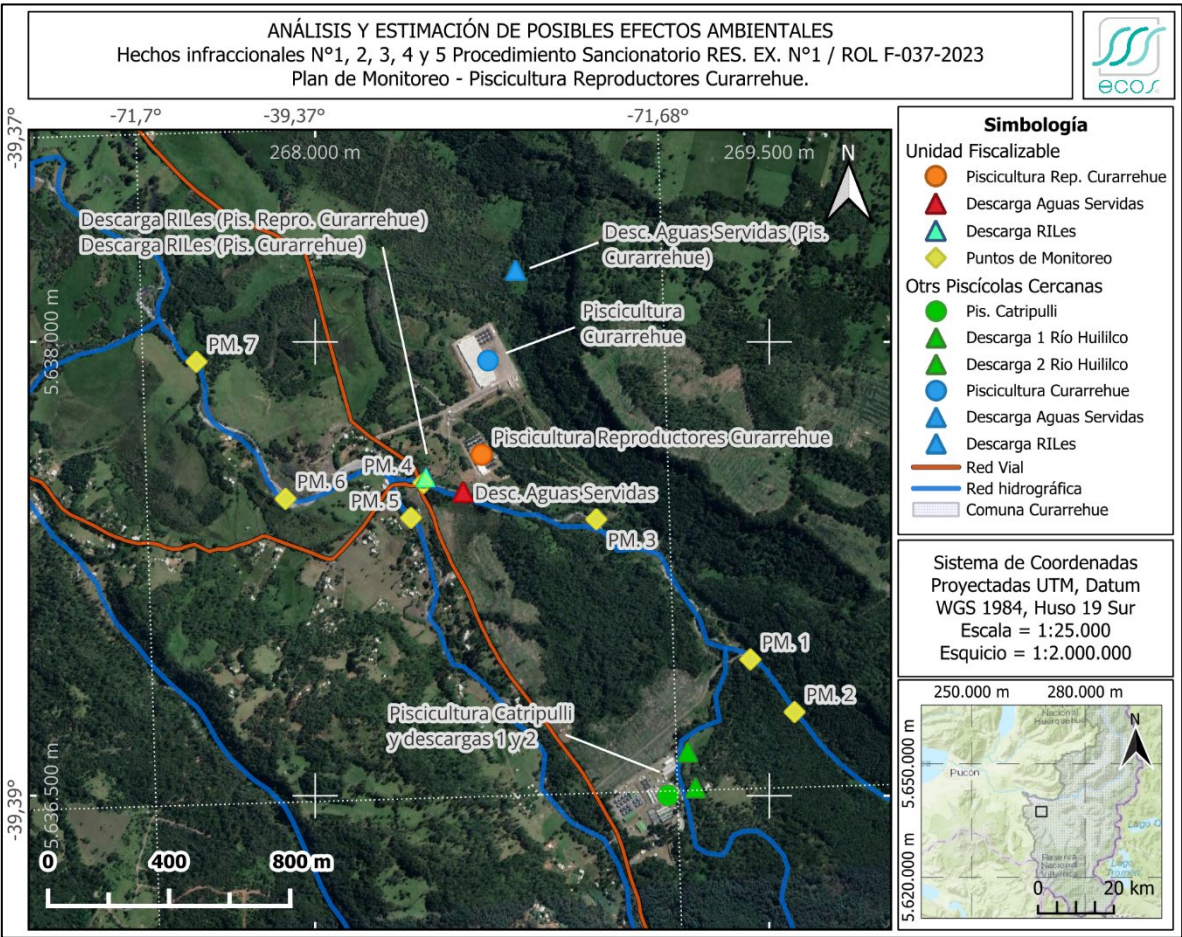 ANÁLISIS Y ESTIMACIÓN DE POSIBLES EFECTOS AMBIENTALES
Hechos infraccionales N°1, 2, 3, 4 y 5 Procedimiento Sancionatorio RES. EX. N°1 / ROL F-037-2023
Plan de Monitoreo - Piscicultura Reproductores Curarrehue.
ecos
-39,37°
-71,7°
-39,37°
-71,68°
268.000 m
269.500 m
N
Descarga RILes (Pis. Repro. Curarrehue)
Descarga RILes (Pis. Curarrehue)
Desc. Aguas Servidas (Pis.
Curarrehue)
Piscicultura
Curarrehue
5.638.000 m
PM. 7
Piscicultura Reproductores Curarrehue
PM. 4
PM. 6
Desc. Aguas Servidas
PM. 5
PM. 3
PM. 1
PM. 2
Piscicultura Catripulli
y descargas 1 y 2
-39,39°
5.636.500 m
0 400 800 m
Simbología
Unidad Fiscalizable
Piscicultura Rep. Curarrehue
Descarga Aguas Servidas
Descarga RILes
Puntos de Monitoreo
Otrs Piscícolas Cercanas
Pis. Catripulli
Descarga 1 Río Huililco
Descarga 2 Rio Huililco
Piscicultura Curarrehue
Descarga Aguas Servidas
Descarga RILes
Red Vial
Red hidrográfica
Comuna Curarrehue
Sistema de Coordenadas
Proyectadas UTM, Datum
WGS 1984, Huso 19 Sur
Escala = 1:25.000
Esquicio = 1:2.000.000
250.000 m 280.000 m
Nacional
Huerquehue
N
Pucón
5.650.000 m
Reserva
Nacional
Villarrica
Lago
Lago
Tromen
5.620.000 m
0 20 km